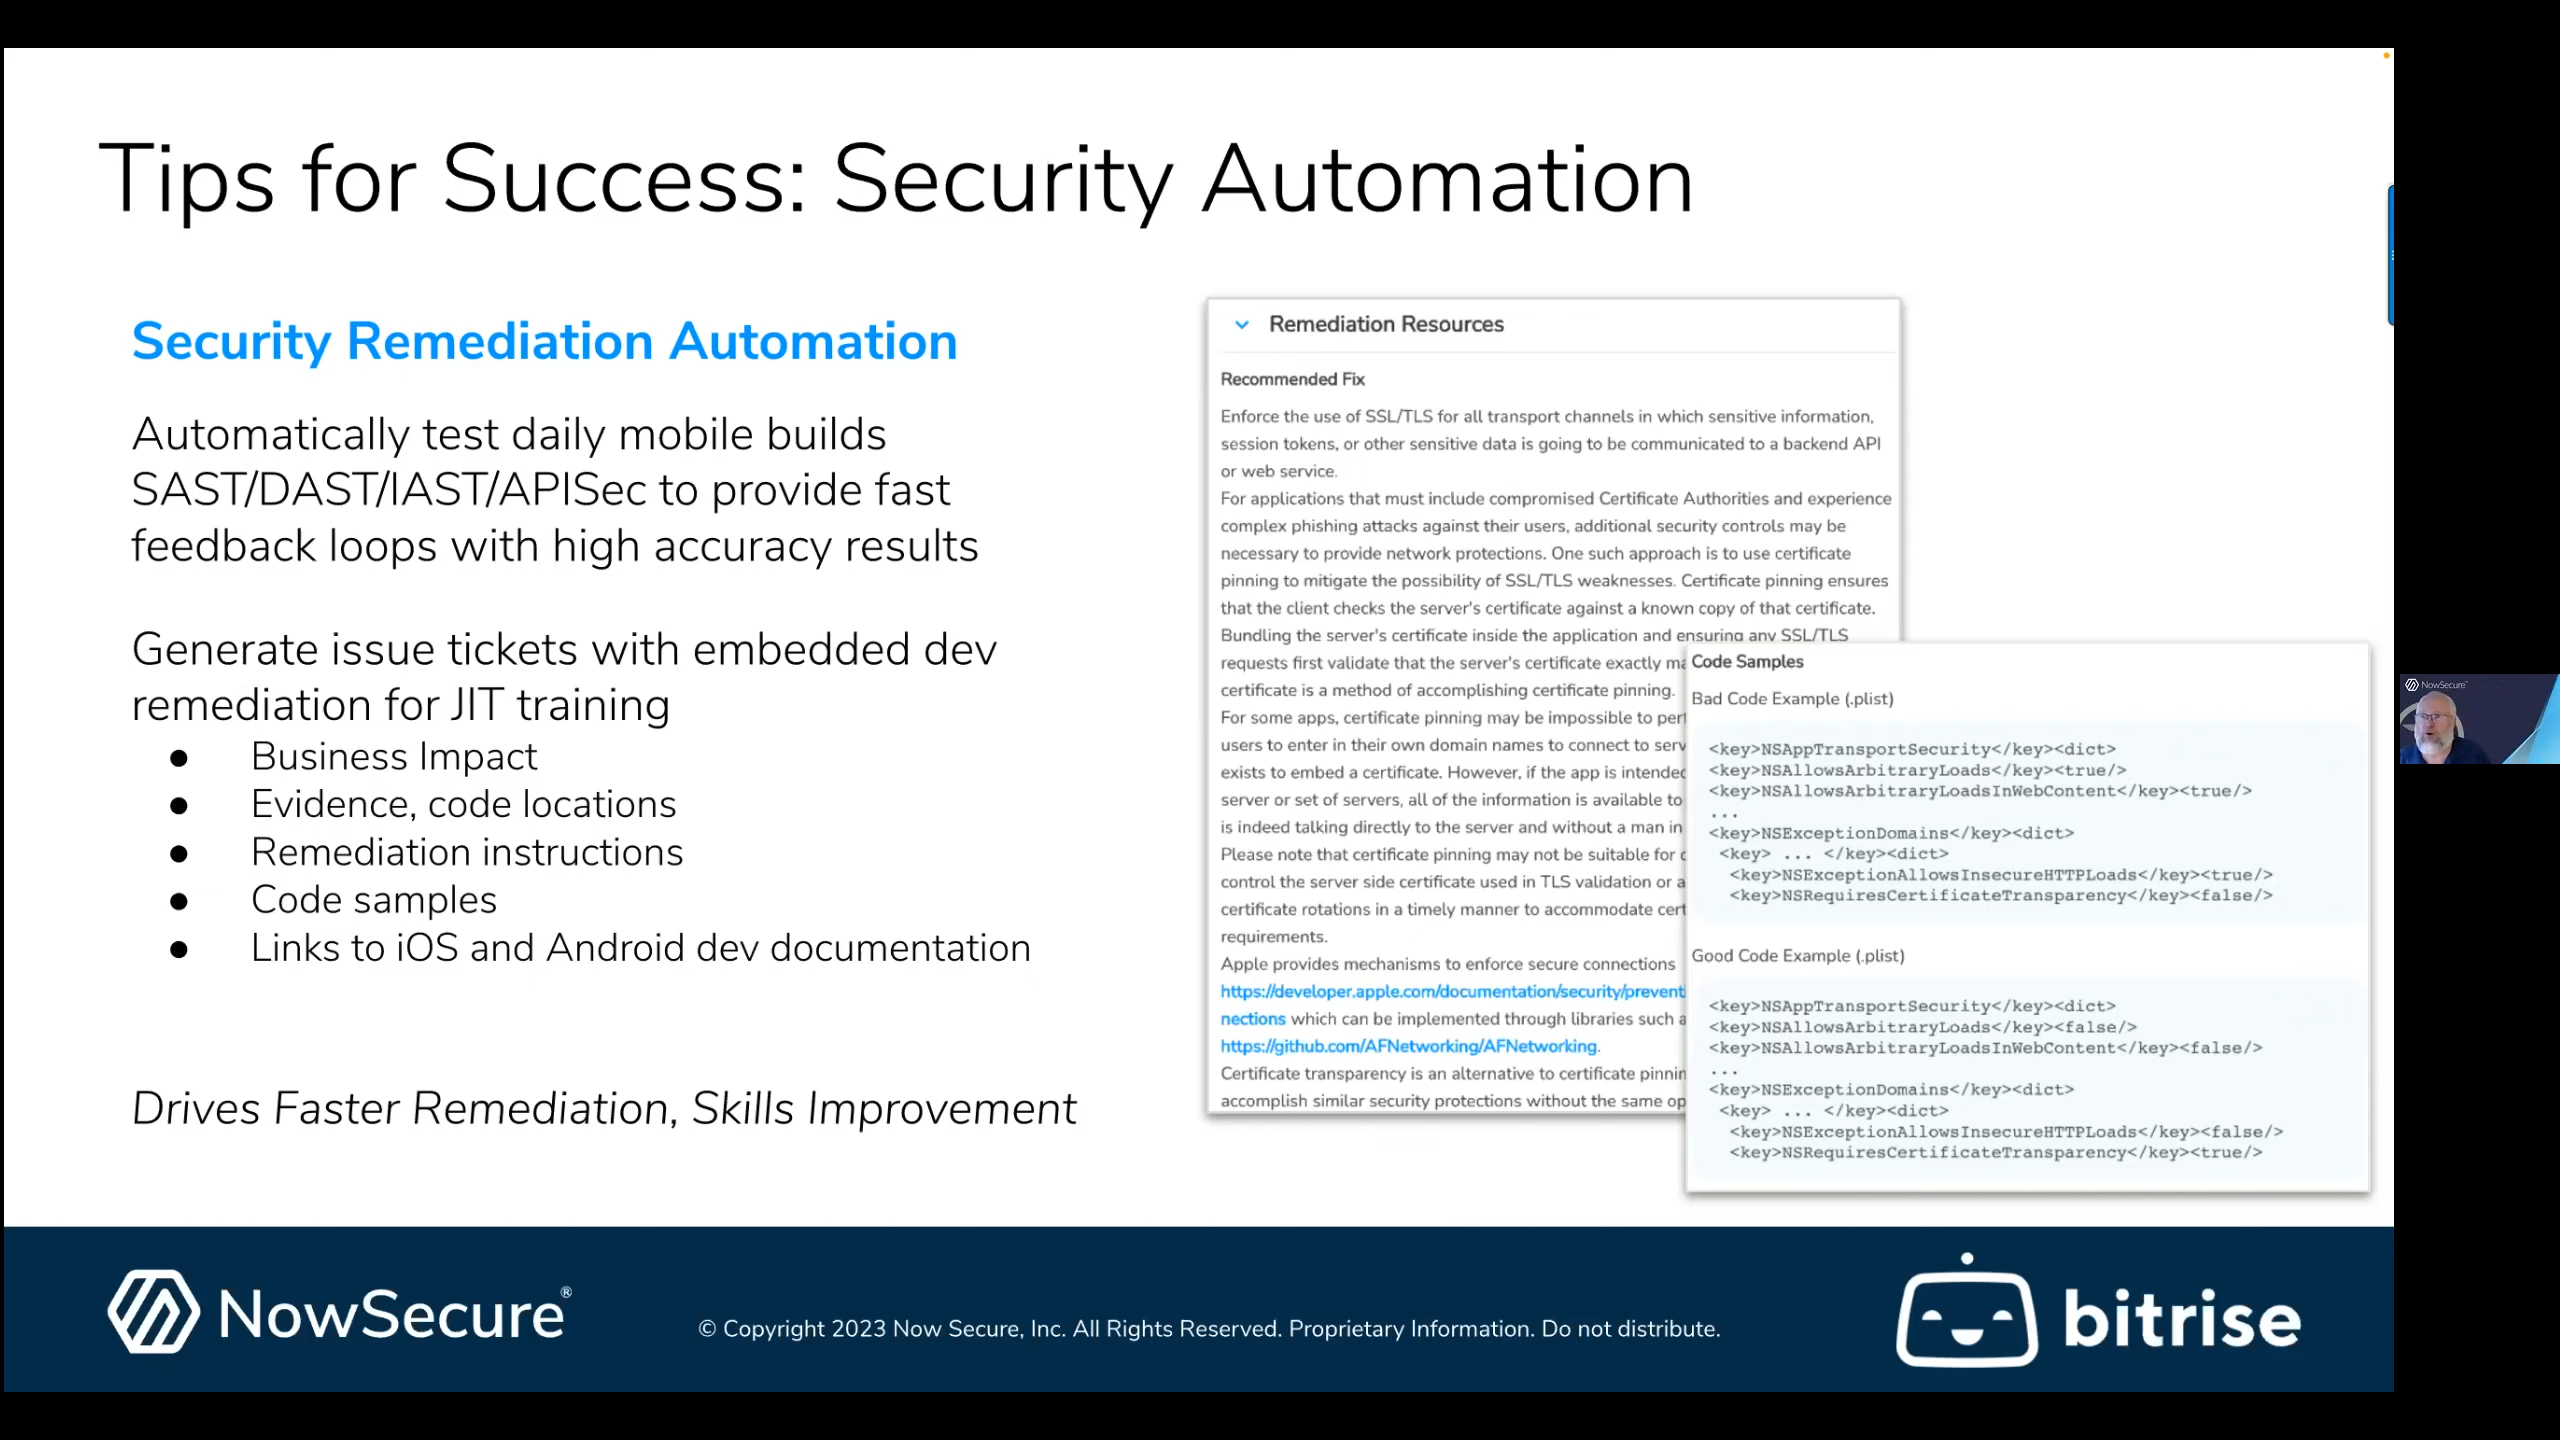 Tips for Success: Security Automation
Security Remediation Automation
Automatically test daily mobile builds
SAST/DAST/IAST/APISec to provide fast
feedback loops with high accuracy results
Generate issue tickets with embedded dev
remediation for JIT training
● Business Impact
● Evidence, code locations
● Remediation instructions
● Code samples
● Links to iOS and Android dev documentation
Drives Faster Remediation, Skills Improvement
Remediation Resources
Recommended Fix
Enforce the use of SSL/TLS for all transport channels in which sensitive information,
session tokens, or other sensitive data is going to be communicated to a backend API
or web service.
For applications that must include compromised Certificate Authorities and experience
complex phishing attacks against their users, additional security controls may be
necessary to provide network protections. One such approach is to use certificate
pinning to mitigate the possibility of SSL/TLS weaknesses. Certificate pinning ensures
that the client checks the server's certificate against a known copy of that certificate.
Bundling the server's certificate inside the application and ensuring any SSL/TLS
requests first validate that the server's certificate exactly
certificate is a method of accomplishing certificate pinning.
For some apps, certificate pinning may be impossible to
users to enter in their own domain names to connect to
exists to embed a certificate. However, if the app is
server or set of servers, all of the information is available to
is indeed talking directly to the server and without a man in
Please note that certificate pinning may not be suitable for
control the server side certificate used in TLS validation or
certificate rotations in a timely manner to accommodate
requirements.
Apple provides mechanisms to enforce secure connections
https://developer.apple.com/documentation/security/preventi
nections which can be implemented through libraries such
https://github.com/AFNetworking/AFNetworking.
Certificate transparency is an alternative to certificate
accomplish similar security protections without the same
Code Samples
Bad Code Example (.plist)
<key>NSAppTransportSecurity</key><dict>
<key>NSAllowsArbitraryLoads</key><true/>
<key>NSAllowsArbitraryLoadsInWebContent</key><true/>
...
<key>NSExceptionDomains</key><dict>
<key> ... </key><dict>
<key>NSExceptionAllowsInsecureHTTPLoads</key><true/>
<key>NSRequiresCertificateTransparency</key><false/>
Good Code Example (.plist)
<key>NSAppTransportSecurity</key><dict>
<key>NSAllowsArbitraryLoads</key><false/>
<key>NSAllowsArbitraryLoadsInWebContent</key><false/>
...
<key>NSExceptionDomains</key><dict>
<key> ... </key><dict>
<key>NSExceptionAllowsInsecureHTTPLoads</key><false/>
<key>NSRequiresCertificateTransparency</key><true/>
NowSecure
NowSecure®
© Copyright 2023 Now Secure, Inc. All Rights Reserved. Proprietary Information. Do not distribute.
bitrise